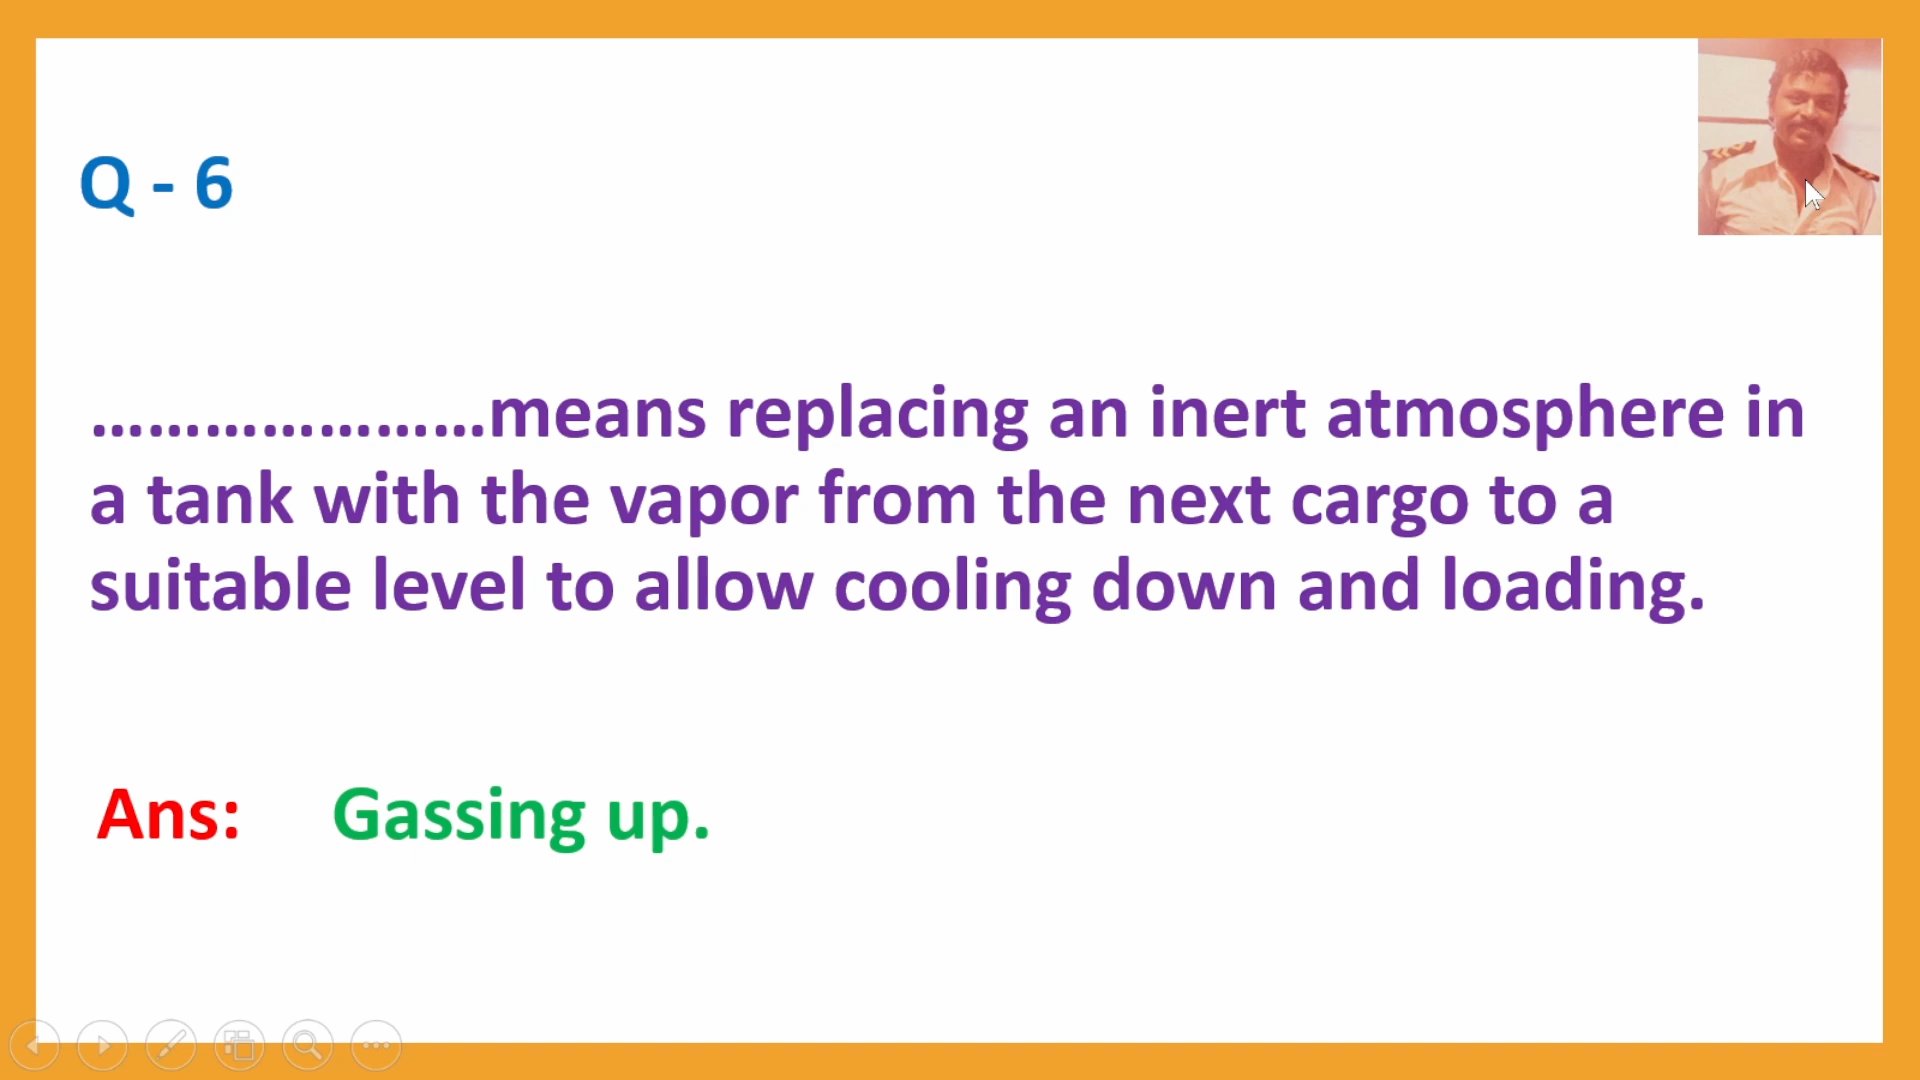 Q - 6
.....................means replacing an inert atmosphere in
a tank with the vapor from the next cargo to a
suitable level to allow cooling down and loading.
Ans: Gassing up.